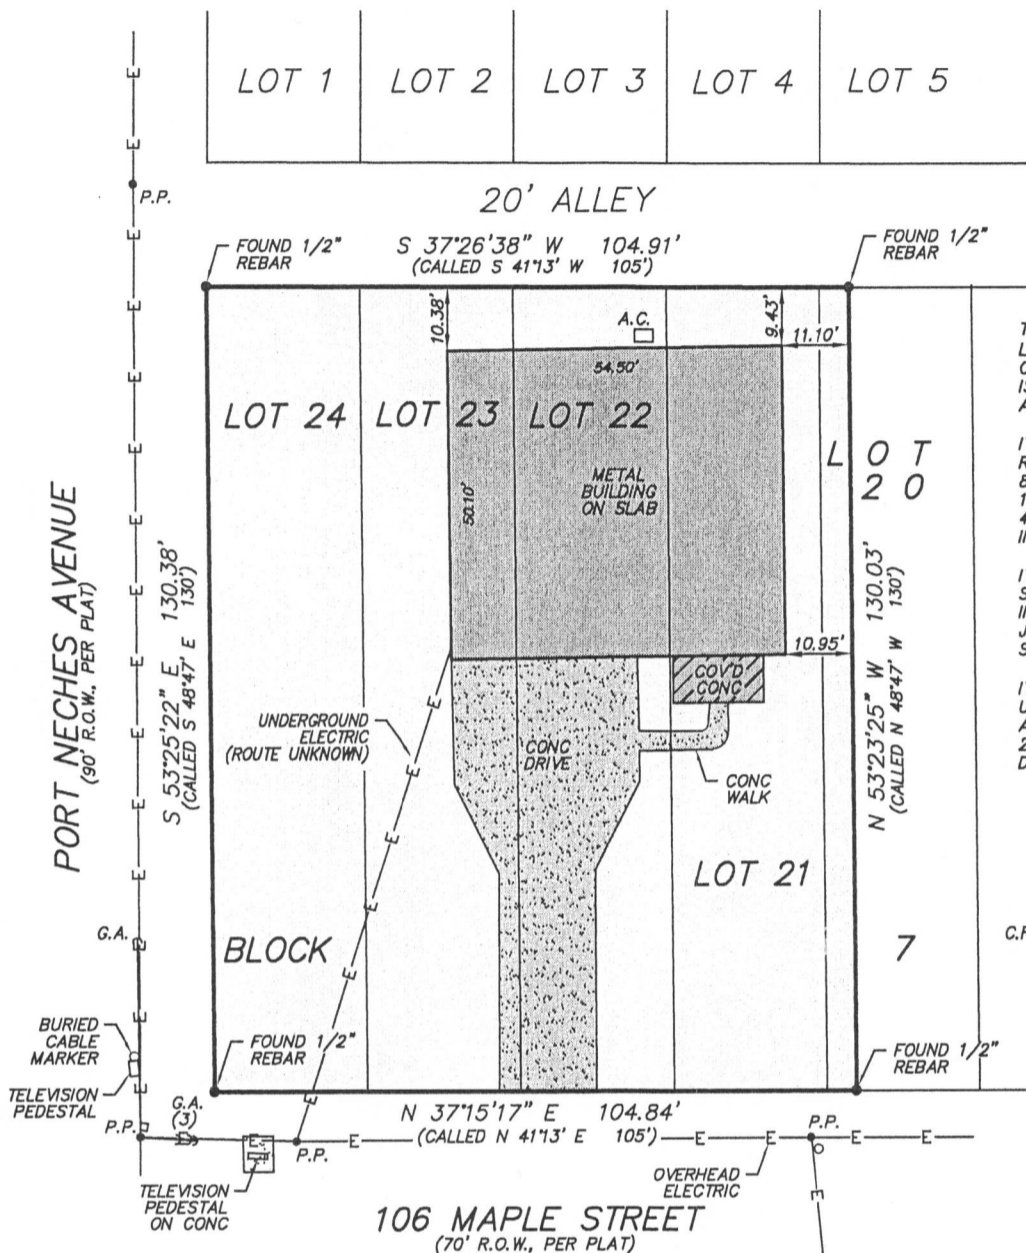 LOT 1
LOT 2
LOT 3
LOT 4
LOT 5
P.P.
20' ALLEY
FOUND 1/2"
REBAR
S 37°26'38" W 104.91'
(CALLED S 41°13' W 105')
FOUND 1/2"
REBAR
10.38'
A.C.
9.43'
11.10'
54.50'
LOT 24
LOT 23
LOT 22
LOT
20
METAL
BUILDING
ON SLAB
50.10'
PORT NECHES AVENUE
(90' R.O.W., PER PLAT)
S 53°25'22" E 130.38'
(CALLED S 48°47' E 130')
N 53°23'25" W 130.03'
(CALLED N 48°47' W 130')
10.95'
COV'D
CONC
UNDERGROUND
ELECTRIC
(ROUTE UNKNOWN)
CONC
DRIVE
CONC
WALK
LOT 21
G.A.
BLOCK
7
C.F
BURIED
CABLE
MARKER
FOUND 1/2"
REBAR
FOUND 1/2"
REBAR
TELEVISION
PEDESTAL
G.A.
(3)
P.P.
N 37°15'17" E 104.84'
(CALLED N 41°13' E 105')
E
E
E
E
E
P.P.
P.P.
OVERHEAD
ELECTRIC
TELEVISION
PEDESTAL
ON CONC
106 MAPLE STREET
(70' R.O.W., PER PLAT)